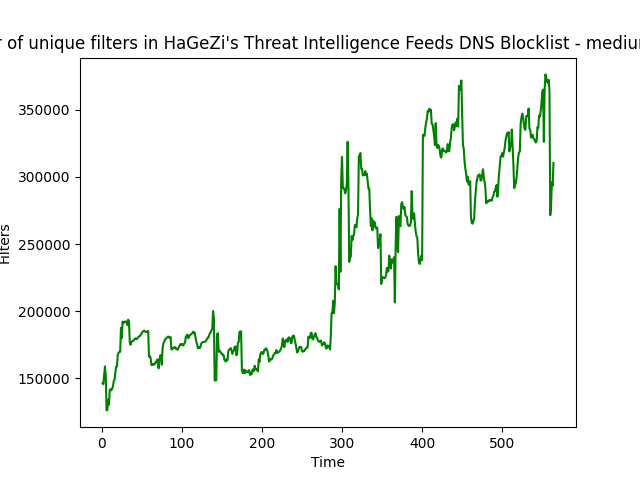 r of unique filters in HaGeZi's Threat Intelligence Feeds DNS Blocklist - medium
350000
300000
250000
200000
150000
Filters
0 100 200 300 400 500
Time